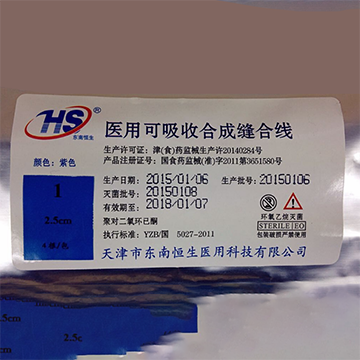 HS®
东南恒生
医用可吸收合成缝合线
生产许可证: 津(食)药监械生产许20140284号
产品注册证号: 国食药监械(准)字2011第3651580号
颜色: 紫色
生产日期: 2015/01/06 生产批号: 20150106
灭菌批号: 20150108
有效期至: 2018/01/07
1
2.5cm
聚对二氧环已酮
执行标准: YZB/国 5027-2011
环氧乙烷灭菌
STERILE EO
包装破损严禁使用
天津市东南恒生医用科技有限公司
5cm
2.5c